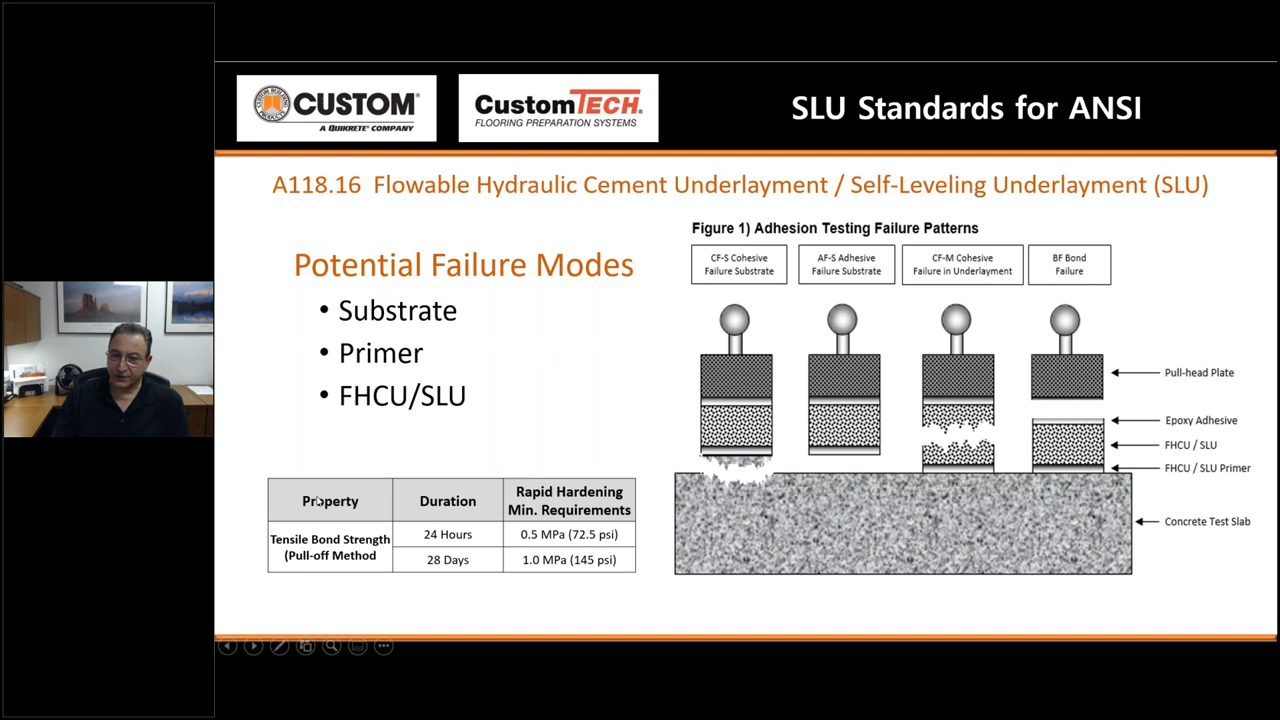 CUSTOM®
A QUIKRETE® COMPANY
CustomTECH®
FLOORING PREPARATION SYSTEMS
SLU Standards for ANSI
A118.16 Flowable Hydraulic Cement Underlayment / Self-Leveling Underlayment (SLU)
Potential Failure Modes
• Substrate
• Primer
• FHCU/SLU
Property
Duration
Rapid Hardening
Min. Requirements
Tensile Bond Strength
(Pull-off Method
24 Hours
0.5 MPa (72.5 psi)
28 Days
1.0 MPa (145 psi)
Figure 1) Adhesion Testing Failure Patterns
CF-S Cohesive
Failure Substrate
AF-S Adhesive
Failure Substrate
CF-M Cohesive
Failure in Underlayment
BF Bond
Failure
Pull-head Plate
Epoxy Adhesive
FHCU / SLU
FHCU / SLU Primer
Concrete Test Slab